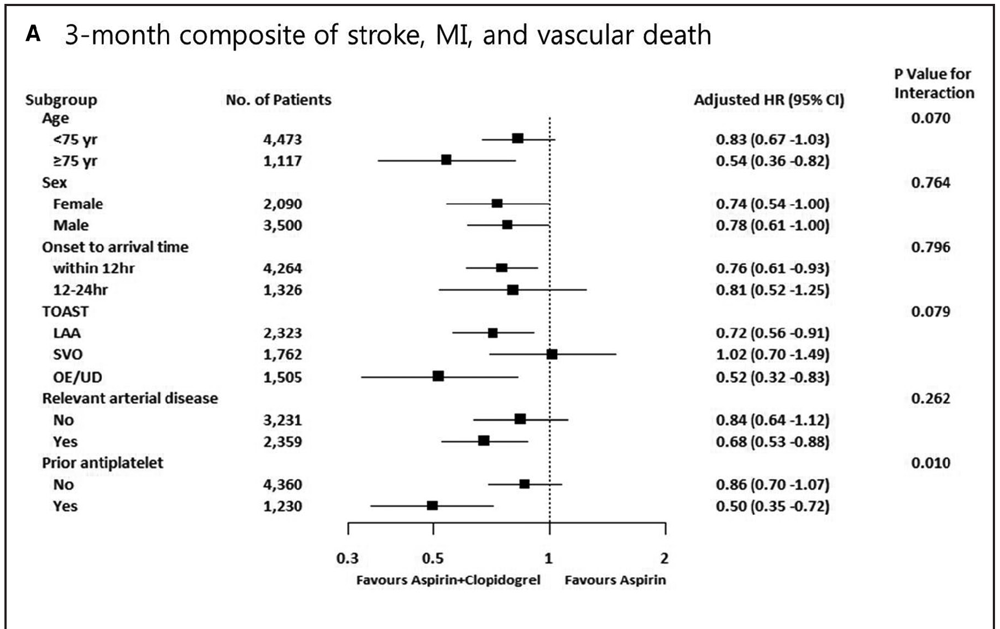 A 3-month composite of stroke, MI, and vascular death
P Value for
Interaction
Subgroup No. of Patients Adjusted HR (95% CI)
Age 0.070
<75 yr 4,473 0.83 (0.67 -1.03)
≥75 yr 1,117 0.54 (0.36 -0.82)
Sex 0.764
Female 2,090 0.74 (0.54 -1.00)
Male 3,500 0.78 (0.61 -1.00)
Onset to arrival time 0.796
within 12hr 4,264 0.76 (0.61 -0.93)
12-24hr 1,326 0.81 (0.52 -1.25)
TOAST 0.079
LAA 2,323 0.72 (0.56 -0.91)
SVO 1,762 1.02 (0.70 -1.49)
OE/UD 1,505 0.52 (0.32 -0.83)
Relevant arterial disease 0.262
No 3,231 0.84 (0.64 -1.12)
Yes 2,359 0.68 (0.53 -0.88)
Prior antiplatelet 0.010
No 4,360 0.86 (0.70 -1.07)
Yes 1,230 0.50 (0.35 -0.72)
0.3 0.5 1 2
Favours Aspirin+Clopidogrel Favours Aspirin